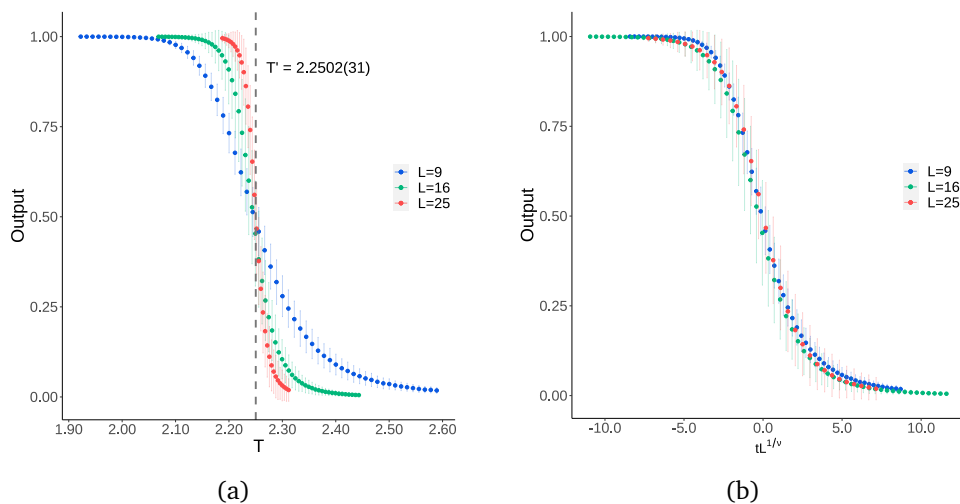 1.00
0.75
0.50
0.25
0.00
Output
1.90 2.00 2.10 2.20 2.30 2.40 2.50 2.60
T
T' = 2.2502(31)
L=9
L=16
L=25
(a)
1.00
0.75
0.50
0.25
0.00
Output
-10.0 -5.0 0.0 5.0 10.0
tL^{1/ν}
L=9
L=16
L=25
(b)